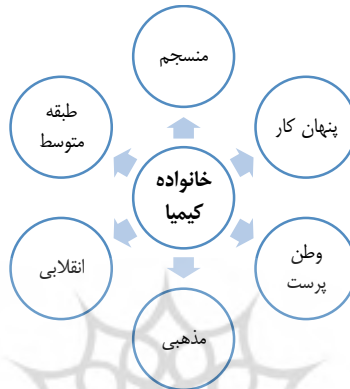 منسجم
پنهان کار
طبقه
متوسط
خانواده
کیمیا
وطن
پرست
انقلابی
مذهبی